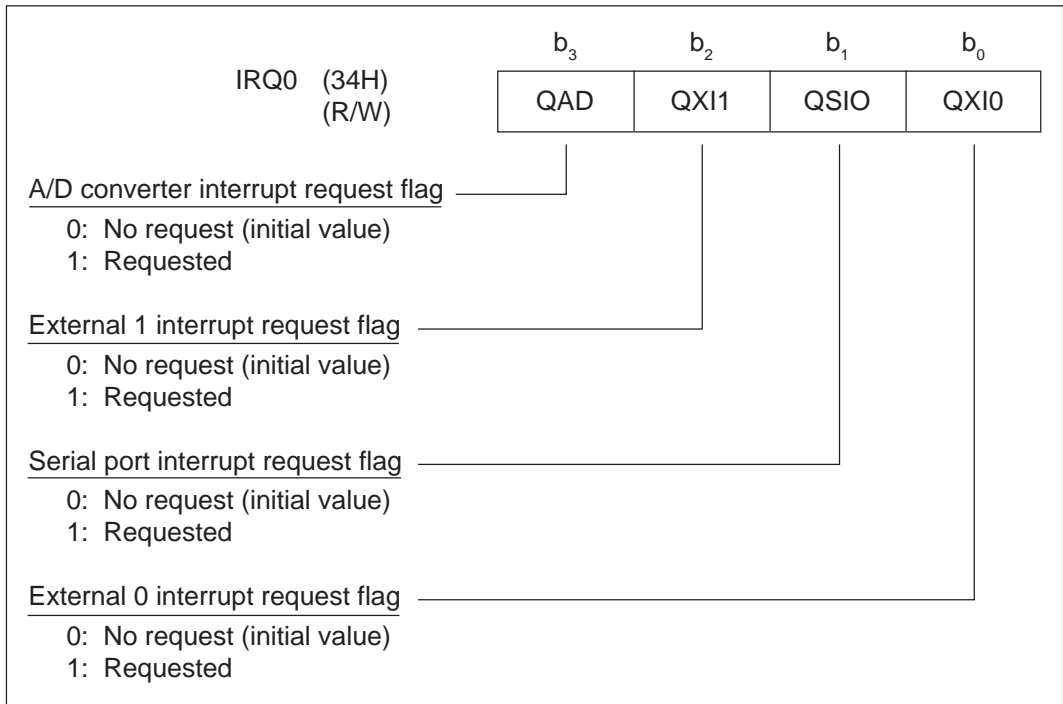 b3 b2 b1 b0
IRQ0 (34H)
(R/W)
QAD QXI1 QSIO QXI0
A/D converter interrupt request flag
0: No request (initial value)
1: Requested
External 1 interrupt request flag
0: No request (initial value)
1: Requested
Serial port interrupt request flag
0: No request (initial value)
1: Requested
External 0 interrupt request flag
0: No request (initial value)
1: Requested